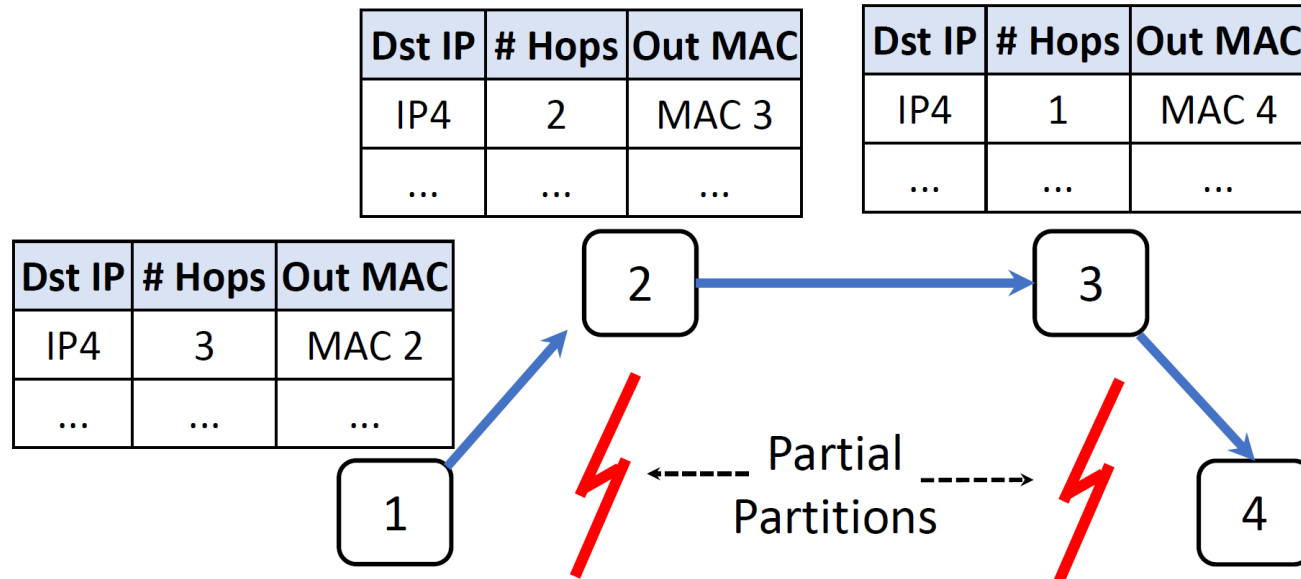 Dst IP # Hops Out MAC
IP4 2 MAC 3
... ... ...
Dst IP # Hops Out MAC
IP4 1 MAC 4
... ... ...
Dst IP # Hops Out MAC
IP4 3 MAC 2
... ... ...
2
3
1
Partial
Partitions
4